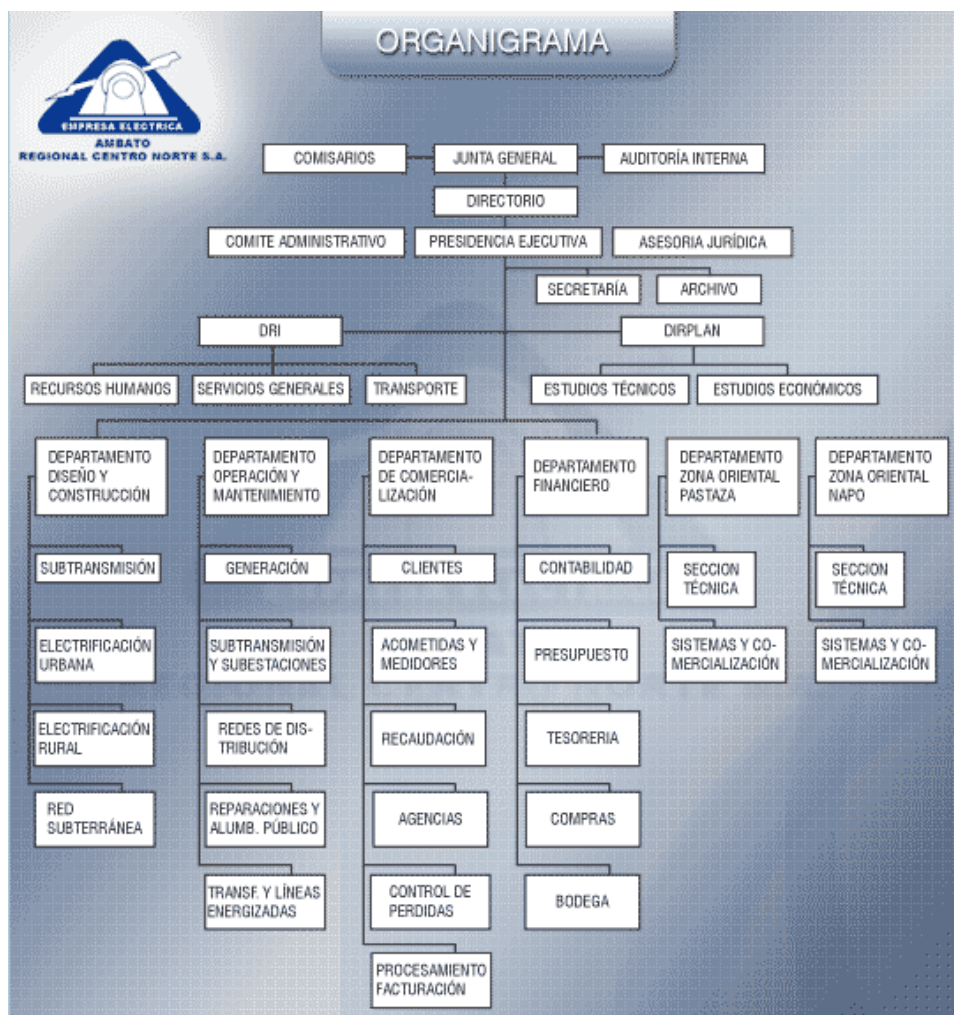 ORGANIGRAMA
EMPRESA ELECTRICA
AMBATO
REGIONAL CENTRO NORTE S.A.
COMISARIOS
JUNTA GENERAL
AUDITORÍA INTERNA
DIRECTORIO
COMITE ADMINISTRATIVO
PRESIDENCIA EJECUTIVA
ASESORIA JURÍDICA
SECRETARÍA
ARCHIVO
DRI
DIRPLAN
RECURSOS HUMANOS
SERVICIOS GENERALES
TRANSPORTE
ESTUDIOS TÉCNICOS
ESTUDIOS ECONÓMICOS
DEPARTAMENTO
DISEÑO Y
CONSTRUCCIÓN
DEPARTAMENTO
OPERACIÓN Y
MANTENIMIENTO
DEPARTAMENTO
DE COMERCIA-
LIZACIÓN
DEPARTAMENTO
FINANCIERO
DEPARTAMENTO
ZONA ORIENTAL
PASTAZA
DEPARTAMENTO
ZONA ORIENTAL
NAPO
SUBTRANSMISIÓN
GENERACIÓN
CLIENTES
CONTABILIDAD
SECCION
TÉCNICA
SECCION
TÉCNICA
ELECTRIFICACIÓN
URBANA
SUBTRANSMISIÓN
Y SUBESTACIONES
ACOMETIDAS Y
MEDIDORES
PRESUPUESTO
SISTEMAS Y CO-
MERCIALIZACIÓN
SISTEMAS Y CO-
MERCIALIZACIÓN
ELECTRIFICACIÓN
RURAL
REDES DE DIS-
TRIBUCIÓN
RECAUDACIÓN
TESORERIA
RED
SUBTERRÁNEA
REPARACIONES Y
ALUMB. PÚBLICO
AGENCIAS
COMPRAS
TRANSF. Y LÍNEAS
ENERGIZADAS
CONTROL DE
PERDIDAS
BODEGA
PROCESAMIENTO
FACTURACIÓN